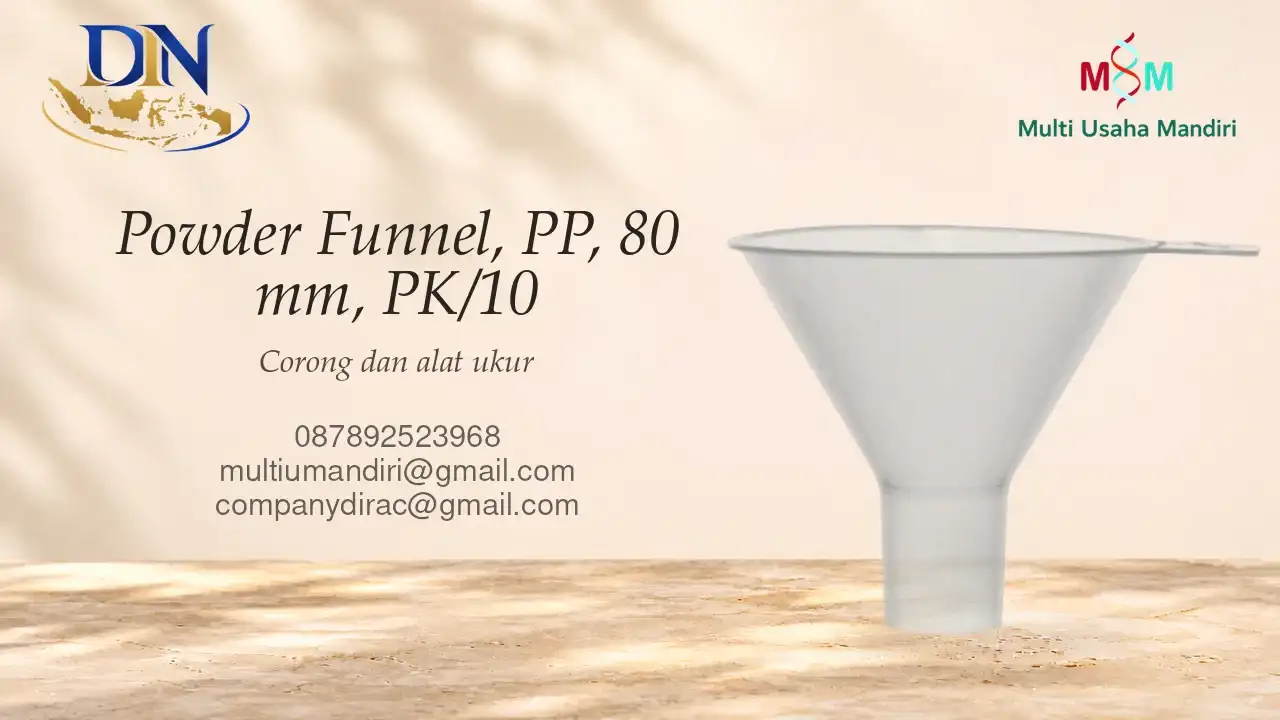 DN
MM
Multi Usaha Mandiri
Powder Funnel, PP, 80
mm, PK/10
Corong dan alat ukur
087892523968
multiumandiri@gmail.com
companydirac@gmail.com